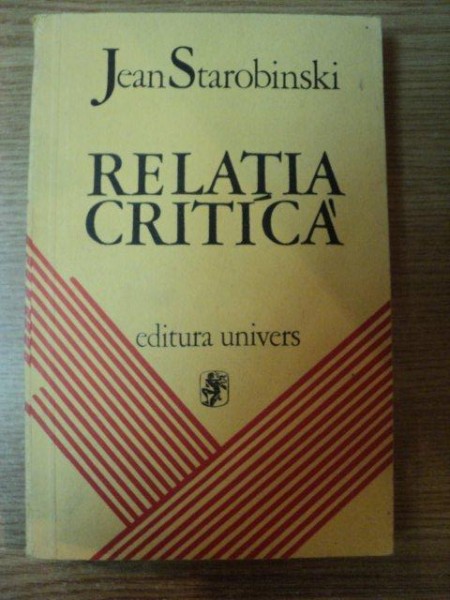 Jean Starobinski
RELAȚIA
CRITICĂ
editura univers